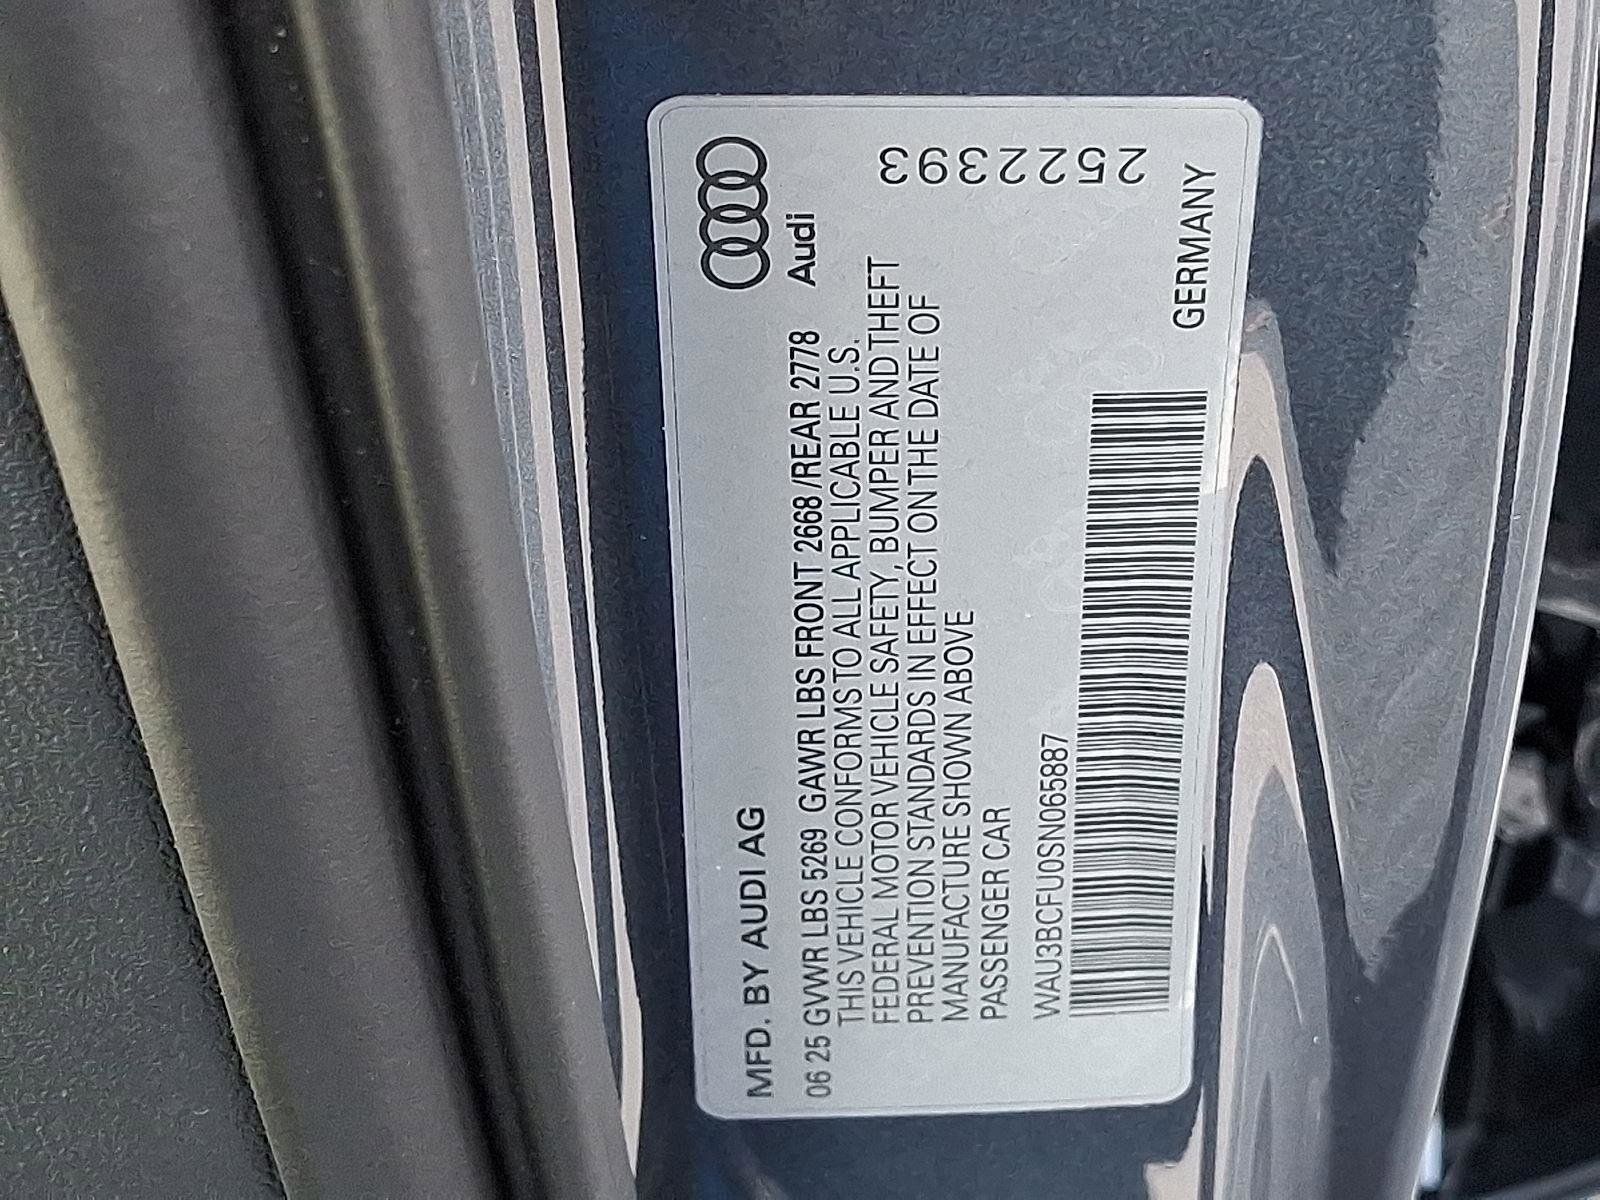 MFD. BY AUDI AG
06 25 GVWR LBS 5269 GAWR LBS FRONT 2668 /REAR 2778
Audi
THIS VEHICLE CONFORMS TO ALL APPLICABLE U.S.
FEDERAL MOTOR VEHICLE SAFETY, BUMPER AND THEFT
PREVENTION STANDARDS IN EFFECT ON THE DATE OF
MANUFACTURE SHOWN ABOVE
PASSENGER CAR
WAU3BCFU0SN065887
GERMANY
2522393